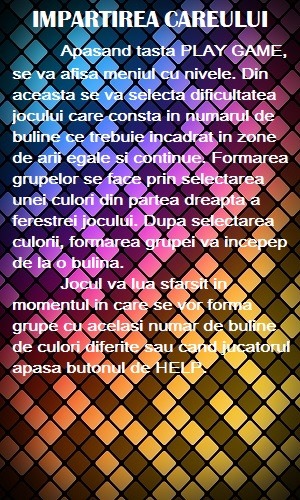 IMPARTIREA CAREULUI
Apasand tasta PLAY GAME,
se va afisa meniul cu nivele. Din
aceasta se va selecta dificultatea
jocului care consta in numarul de
buline ce trebuie incadrat in zone
de arii egale si continue. Formarea
grupelor se face prin selectarea
unei culori din partea dreapta a
ferestrei jocului. Dupa selectarea
culorii, formarea grupei va incepep
de la o bulina.
Jocul va lua sfarsit in
momentul in care se vor forma
grupe cu acelasi numar de buline
de culori diferite sau cand jucatorul
apasa butonul de HELP.